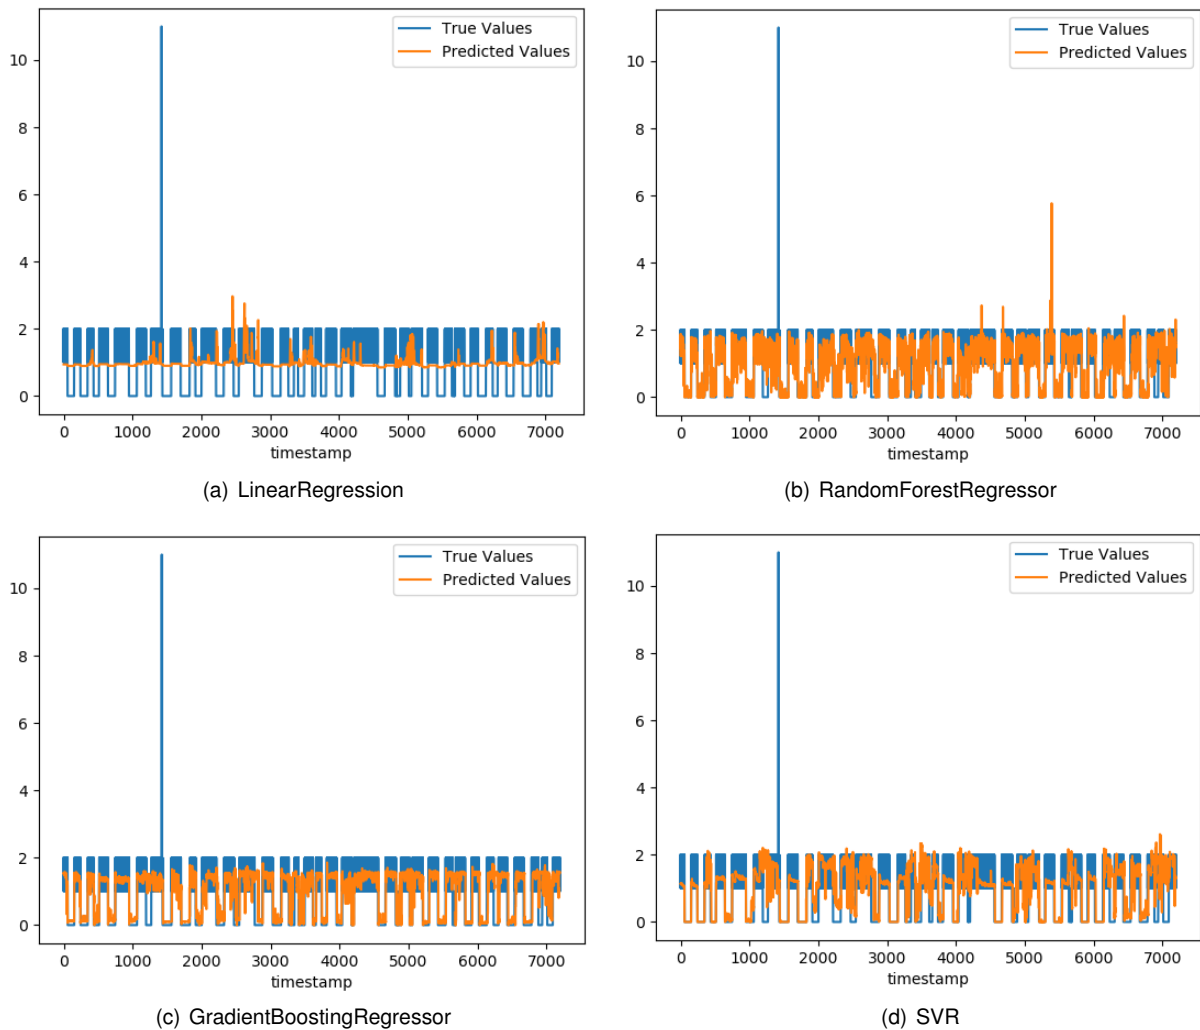 True Values
Predicted Values
10
8
6
4
2
0
0 1000 2000 3000 4000 5000 6000 7000
timestamp
(a) LinearRegression
True Values
Predicted Values
10
8
6
4
2
0
0 1000 2000 3000 4000 5000 6000 7000
timestamp
(b) RandomForestRegressor
True Values
Predicted Values
10
8
6
4
2
0
0 1000 2000 3000 4000 5000 6000 7000
timestamp
(c) GradientBoostingRegressor
True Values
Predicted Values
10
8
6
4
2
0
0 1000 2000 3000 4000 5000 6000 7000
timestamp
(d) SVR